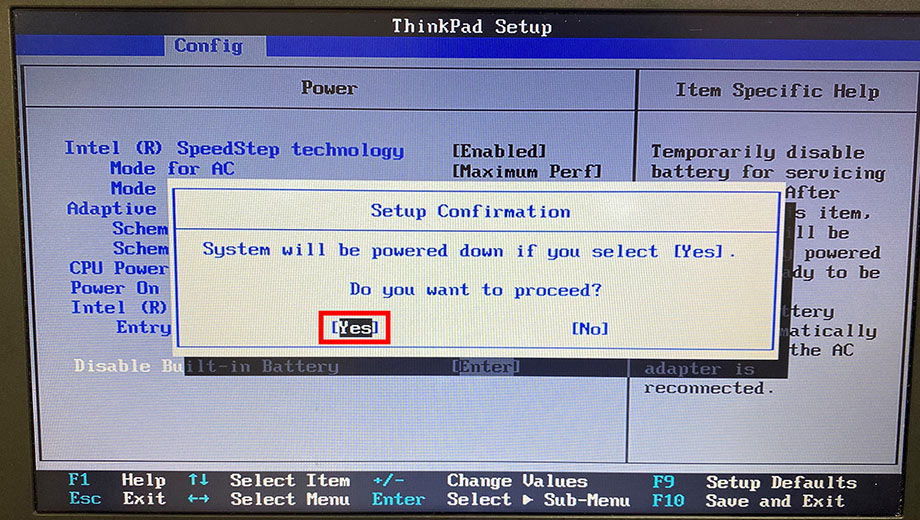 ThinkPad Setup
Config
Power
Item Specific Help
Intel (R) SpeedStep technology [Enabled]
Mode for AC [Maximum Perf]
Mode
Adaptive
Schem
Schem
CPU Power
Power On
Intel (R)
Entry
Disable Built-in Battery [Enter]
Temporarily disable
battery for servicing
After
s item,
ll be
powered
dy to be
ttery
matically
the AC
adapter is
reconnected.
Setup Confirmation
System will be powered down if you select [Yes].
Do you want to proceed?
[Yes] [No]
F1 Help ↑↓ Select Item +/- Change Values F9 Setup Defaults
Esc Exit ←→ Select Menu Enter Select ▶ Sub-Menu F10 Save and Exit